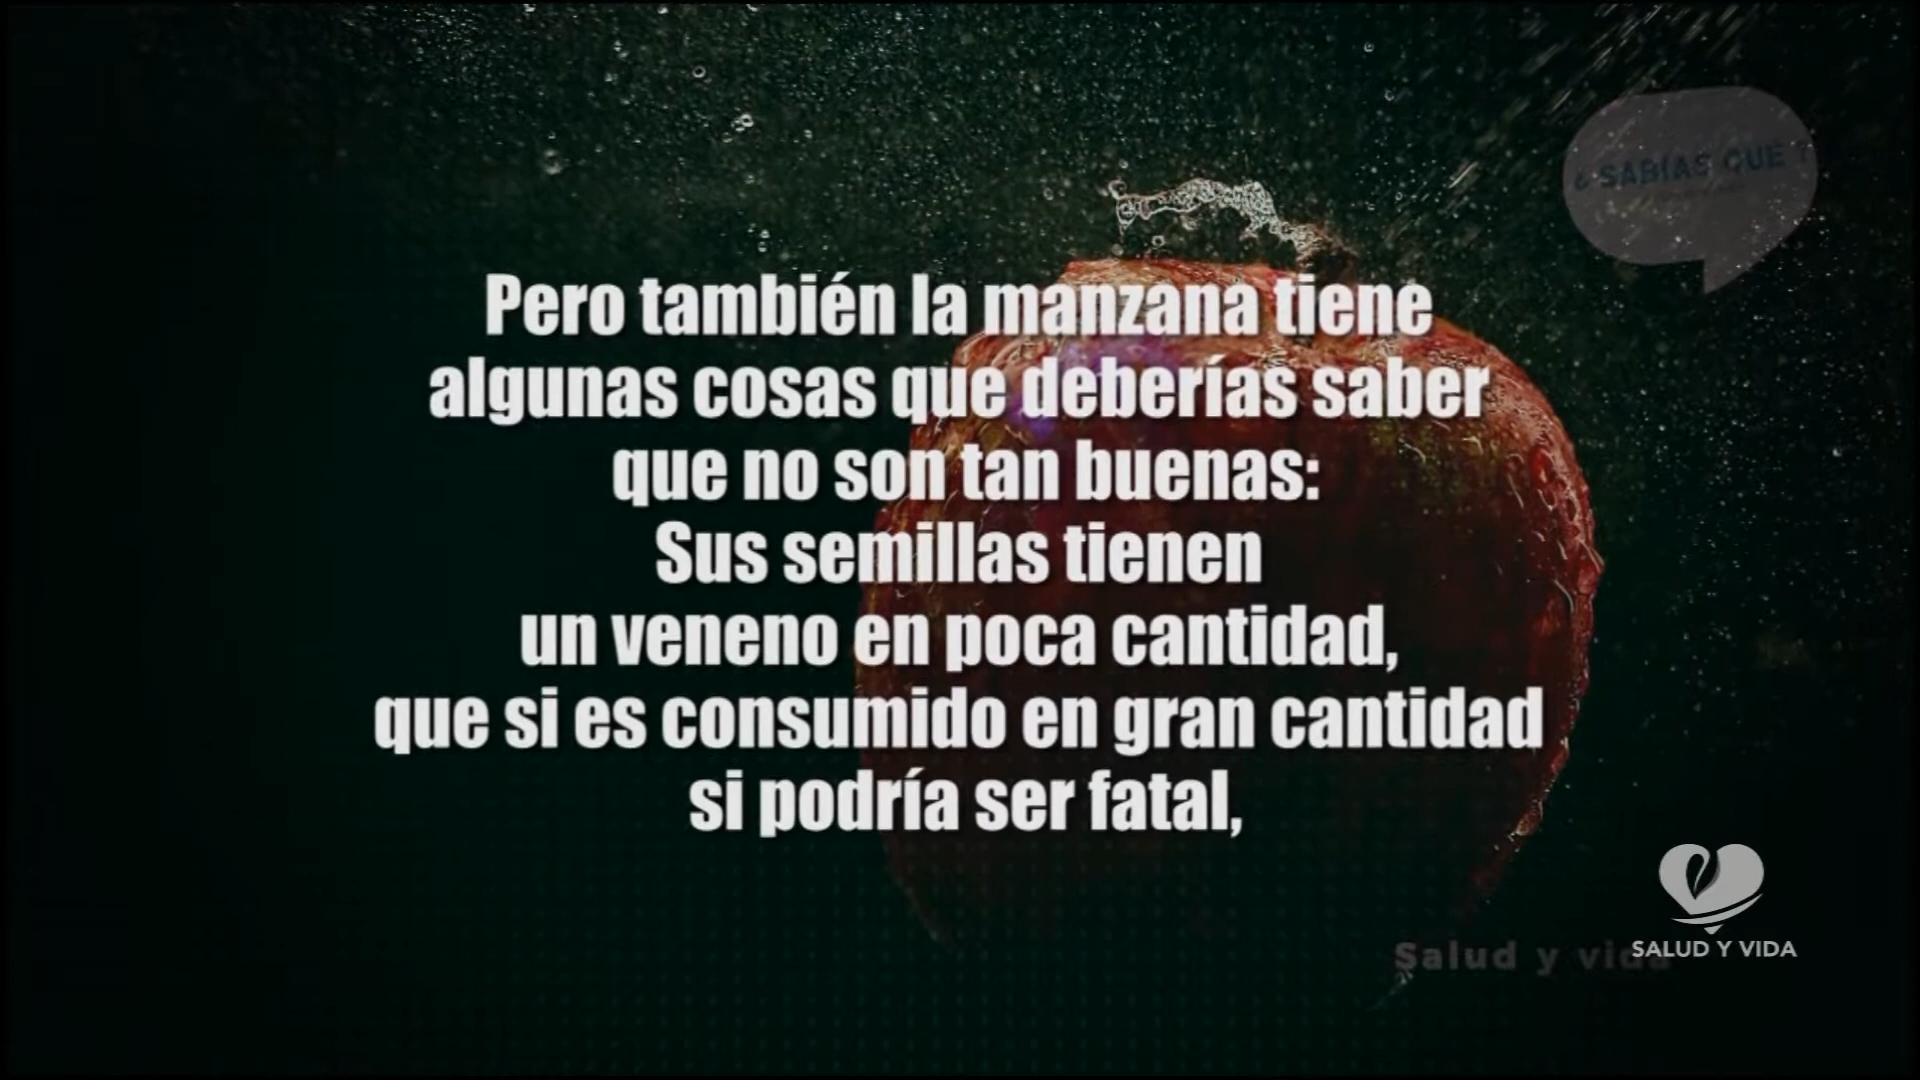 ¿ SABÍAS QUE ?
Pero también la manzana tiene
algunas cosas que deberías saber
que no son tan buenas:
Sus semillas tienen
un veneno en poca cantidad,
que si es consumido en gran cantidad
si podría ser fatal,
Salud y vida
SALUD Y VIDA